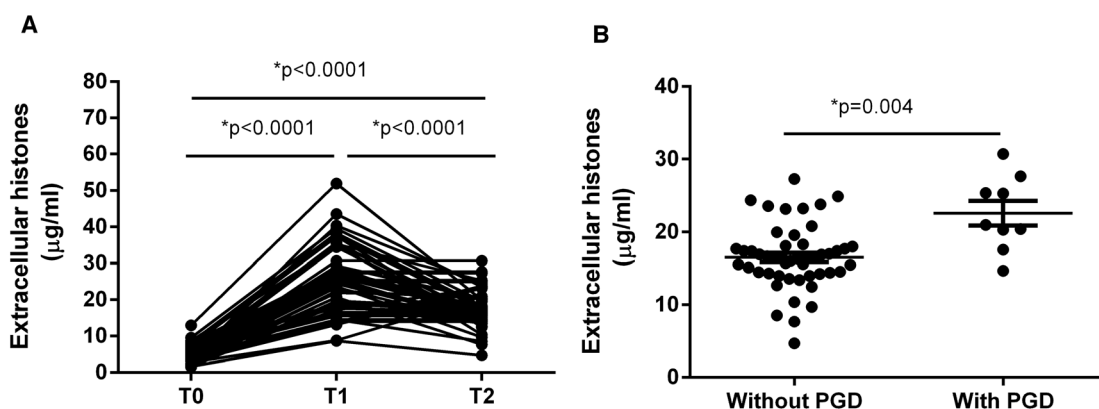 A
*p<0.0001
*p<0.0001 *p<0.0001
Extracellular histones
(μg/ml)
80
70
60
50
40
30
20
10
0
T0 T1 T2
B
*p=0.004
Extracellular histones
(μg/ml)
40
30
20
10
0
Without PGD With PGD